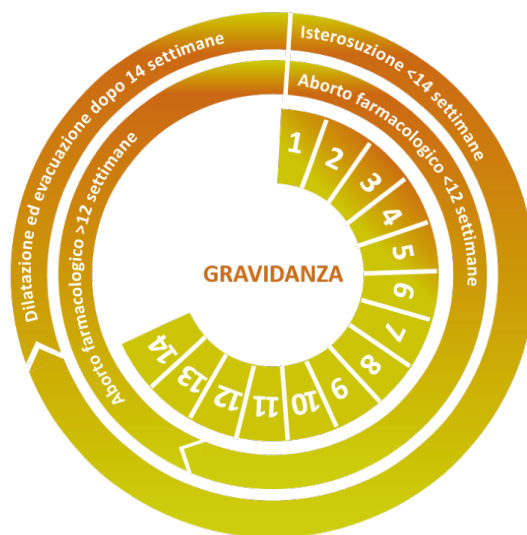 Isterosuzione <14 settimane
Dilatazione ed evacuazione dopo 14 settimane
Aborto farmacologico <12 settimane
Aborto farmacologico >12 settimane
1
2
3
4
5
6
7
8
9
10
11
12
13
14
GRAVIDANZA